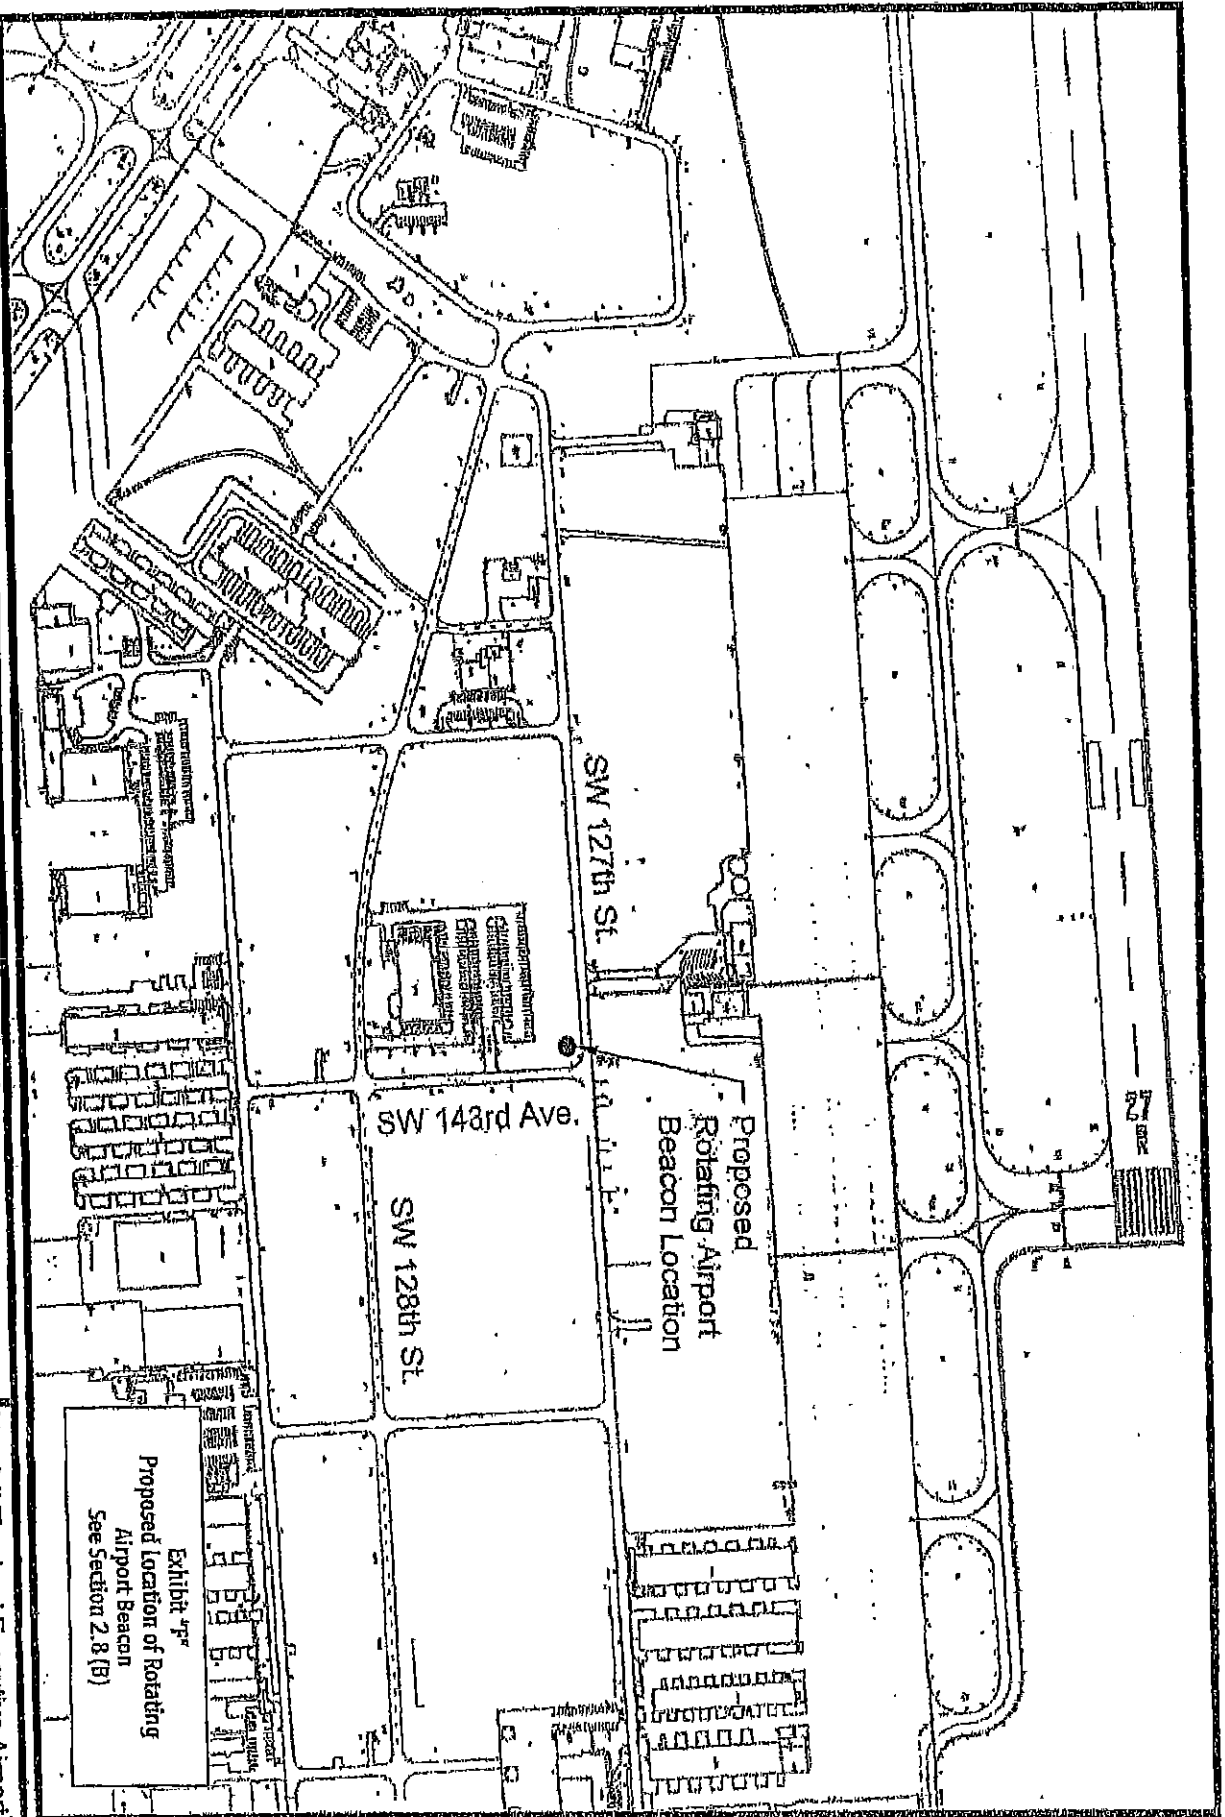 27
R
SW 127th St.
Proposed
Rotating Airport
Beacon Location
SW 143rd Ave.
SW 128th St.
Exhibit "F"
Proposed Location of Rotating
Airport Beacon
See Section 2.8 (B)